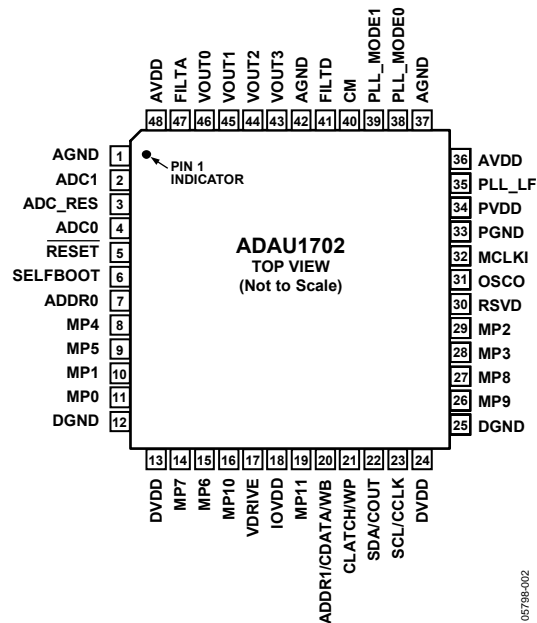 AVDD
FILTA
VOUT0
VOUT1
VOUT2
VOUT3
AGND
FILTD
CM
PLL_MODE1
PLL_MODE0
AGND
48
47
46
45
44
43
42
41
40
39
38
37
AGND 1
ADC1 2
ADC_RES 3
ADC0 4
RESET 5
SELFBOOT 6
ADDR0 7
MP4 8
MP5 9
MP1 10
MP0 11
DGND 12
PIN 1
INDICATOR
ADAU1702
TOP VIEW
(Not to Scale)
36 AVDD
35 PLL_LF
34 PVDD
33 PGND
32 MCLKI
31 OSCO
30 RSVD
29 MP2
28 MP3
27 MP8
26 MP9
25 DGND
13
14
15
16
17
18
19
20
21
22
23
24
DVDD
MP7
MP6
MP10
VDRIVE
IOVDD
MP11
ADDR1/CDATA/WB
CLATCH/WP
SDA/COUT
SCL/CCLK
DVDD
05798-002